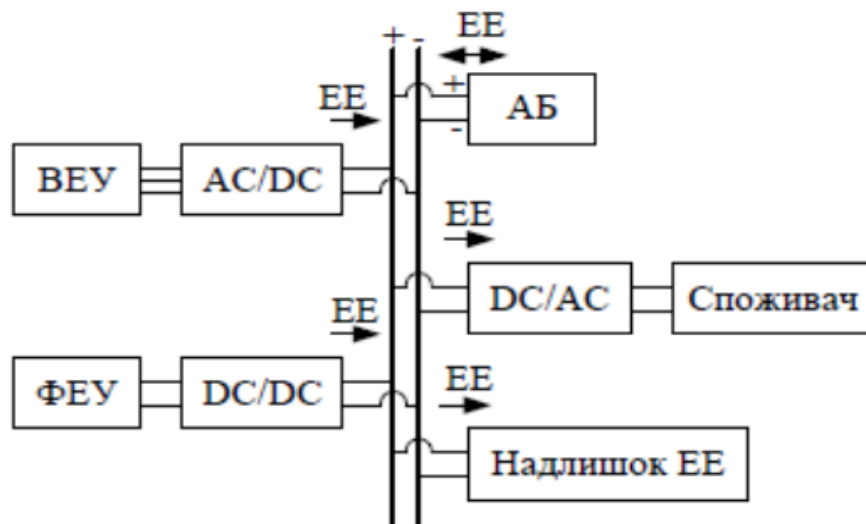 + - ЕЕ
ЕЕ
+
-
АБ
ВЕУ
AC/DC
ЕЕ
DC/AC
Споживач
ЕЕ
ФЕУ
DC/DC
ЕЕ
Надлишок ЕЕ